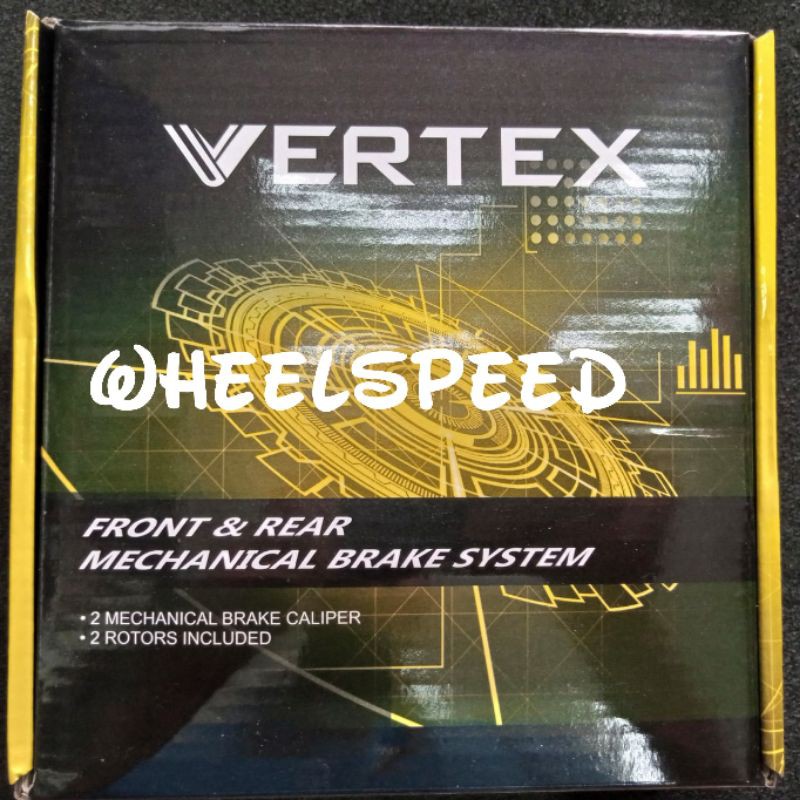 VERTEX
WHEELSPEED
FRONT & REAR
MECHANICAL BRAKE SYSTEM
• 2 MECHANICAL BRAKE CALIPER
• 2 ROTORS INCLUDED